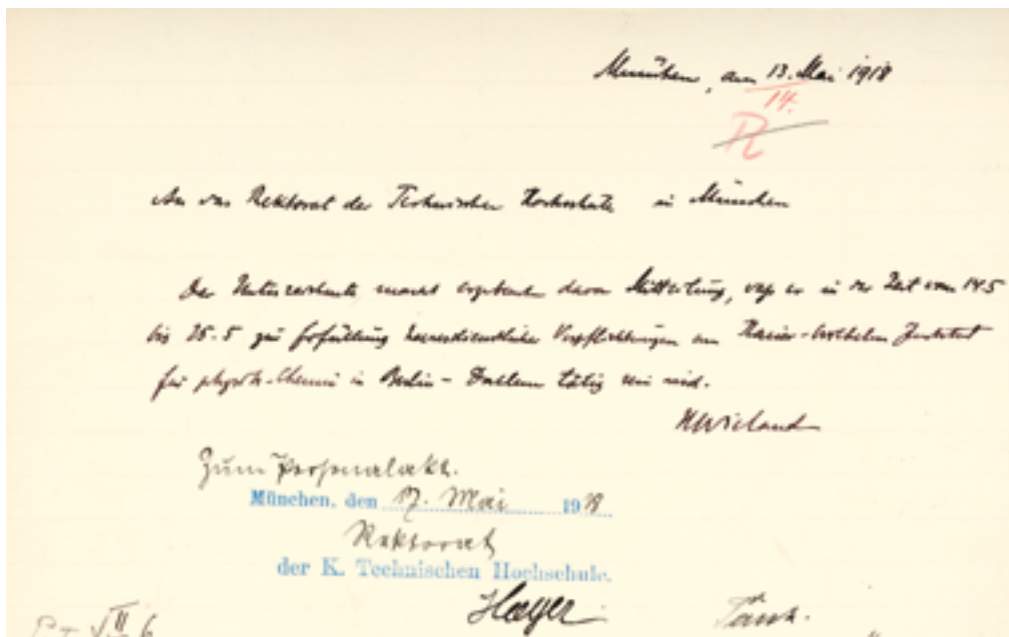 München, am 13. Mai 1918
14.
R
An das Rektorat der Technischen Hochschule in München
Der Unterzeichnete macht ergebenst davon Mitteilung, dass er in der Zeit vom 14.5
bis 25.5 zur Erfüllung heeresdienstlicher Verpflichtungen am Kaiser-Wilhelm Institut
für physik. Chemie in Berlin-Dahlem tätig sein wird.
HWieland
Zum Personalakt.
München, den 17. Mai 1918.
Rektorat
der K. Technischen Hochschule.